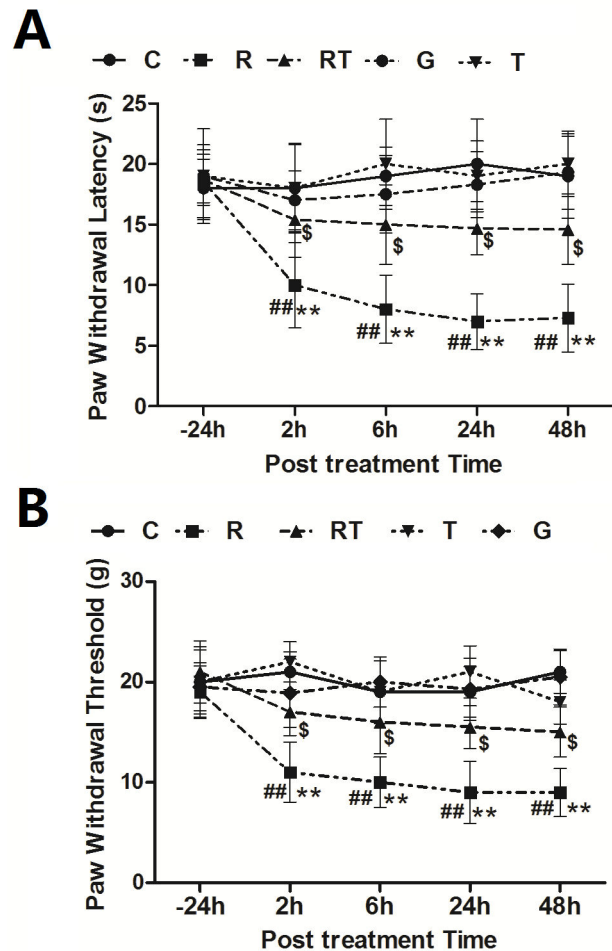 A
C R RT G T
Paw Withdrawal Latency (s)
25
20
15
10
5
0
$ $ $ $
##** ##** ##** ##**
-24h 2h 6h 24h 48h
Post treatment Time
B
C R RT T G
Paw Withdrawal Threshold (g)
30
20
10
0
$ $ $ $
##** ##** ##** ##**
-24h 2h 6h 24h 48h
Post treatment Time